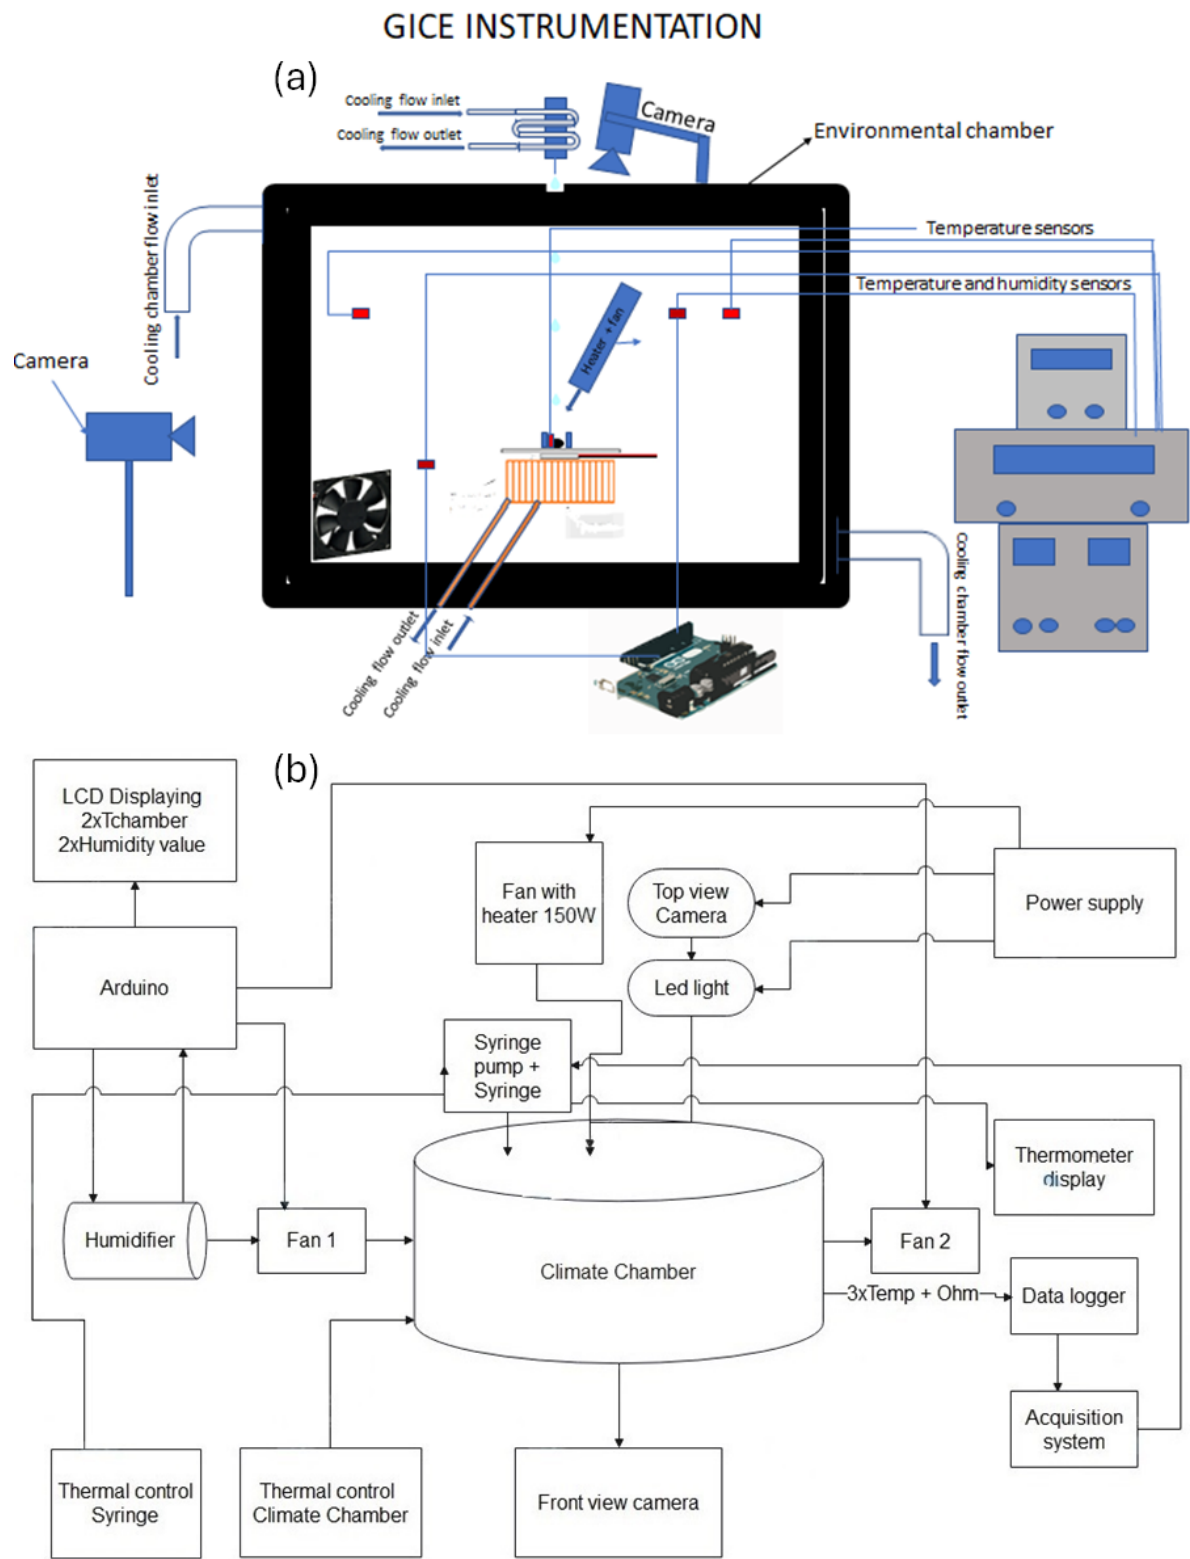 GICE INSTRUMENTATION
(a)
Cooling flow inlet
Cooling flow outlet
Camera
Environmental chamber
Cooling chamber flow inlet
Temperature sensors
Temperature and humidity sensors
Heater + fan
Camera
Cooling flow outlet
Cooling flow inlet
Cooling chamber flow outlet
(b)
LCD Displaying
2xTchamber
2xHumidity value
Fan with
heater 150W
Top view
Camera
Power supply
Arduino
Led light
Syringe
pump +
Syringe
Thermometer
display
Humidifier
Fan 1
Fan 2
Climate Chamber
3xTemp + Ohm
Data logger
Acquisition
system
Thermal control
Syringe
Thermal control
Climate Chamber
Front view camera